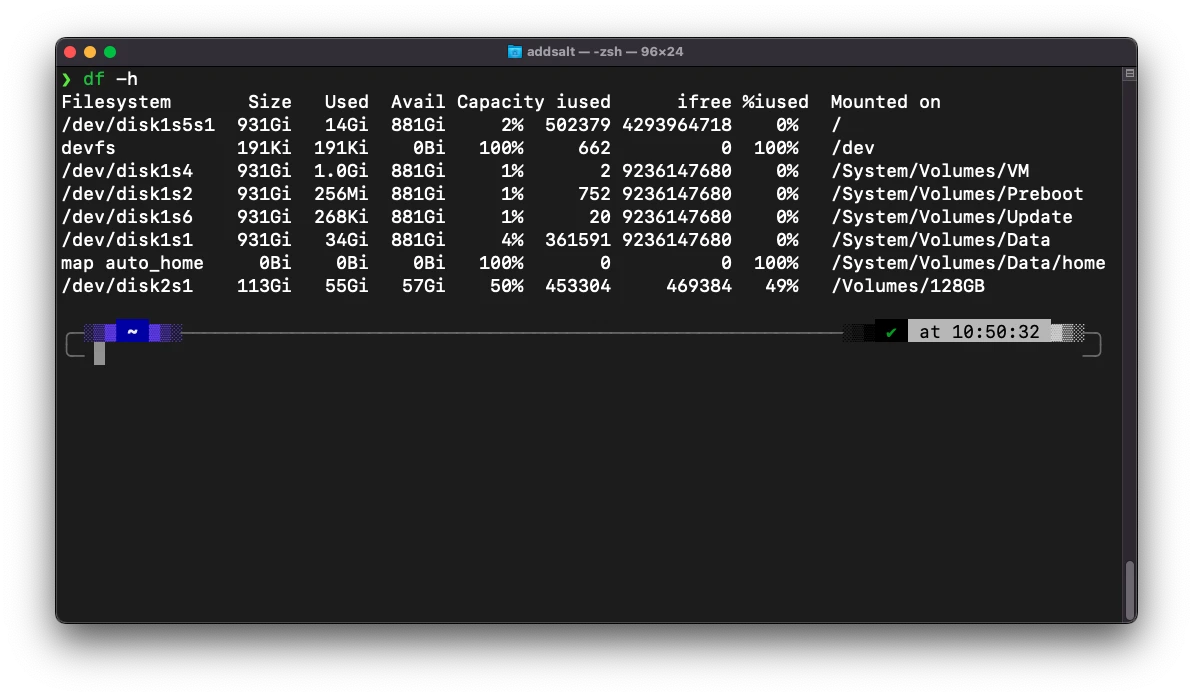 addsalt — -zsh — 96×24
❯ df -h
Filesystem Size Used Avail Capacity iused ifree %iused Mounted on
/dev/disk1s5s1 931Gi 14Gi 881Gi 2% 502379 4293964718 0% /
devfs 191Ki 191Ki 0Bi 100% 662 0 100% /dev
/dev/disk1s4 931Gi 1.0Gi 881Gi 1% 2 9236147680 0% /System/Volumes/VM
/dev/disk1s2 931Gi 256Mi 881Gi 1% 752 9236147680 0% /System/Volumes/Preboot
/dev/disk1s6 931Gi 268Ki 881Gi 1% 20 9236147680 0% /System/Volumes/Update
/dev/disk1s1 931Gi 34Gi 881Gi 4% 361591 9236147680 0% /System/Volumes/Data
map auto_home 0Bi 0Bi 0Bi 100% 0 0 100% /System/Volumes/Data/home
/dev/disk2s1 113Gi 55Gi 57Gi 50% 453304 469384 49% /Volumes/128GB
~ ✔ at 10:50:32